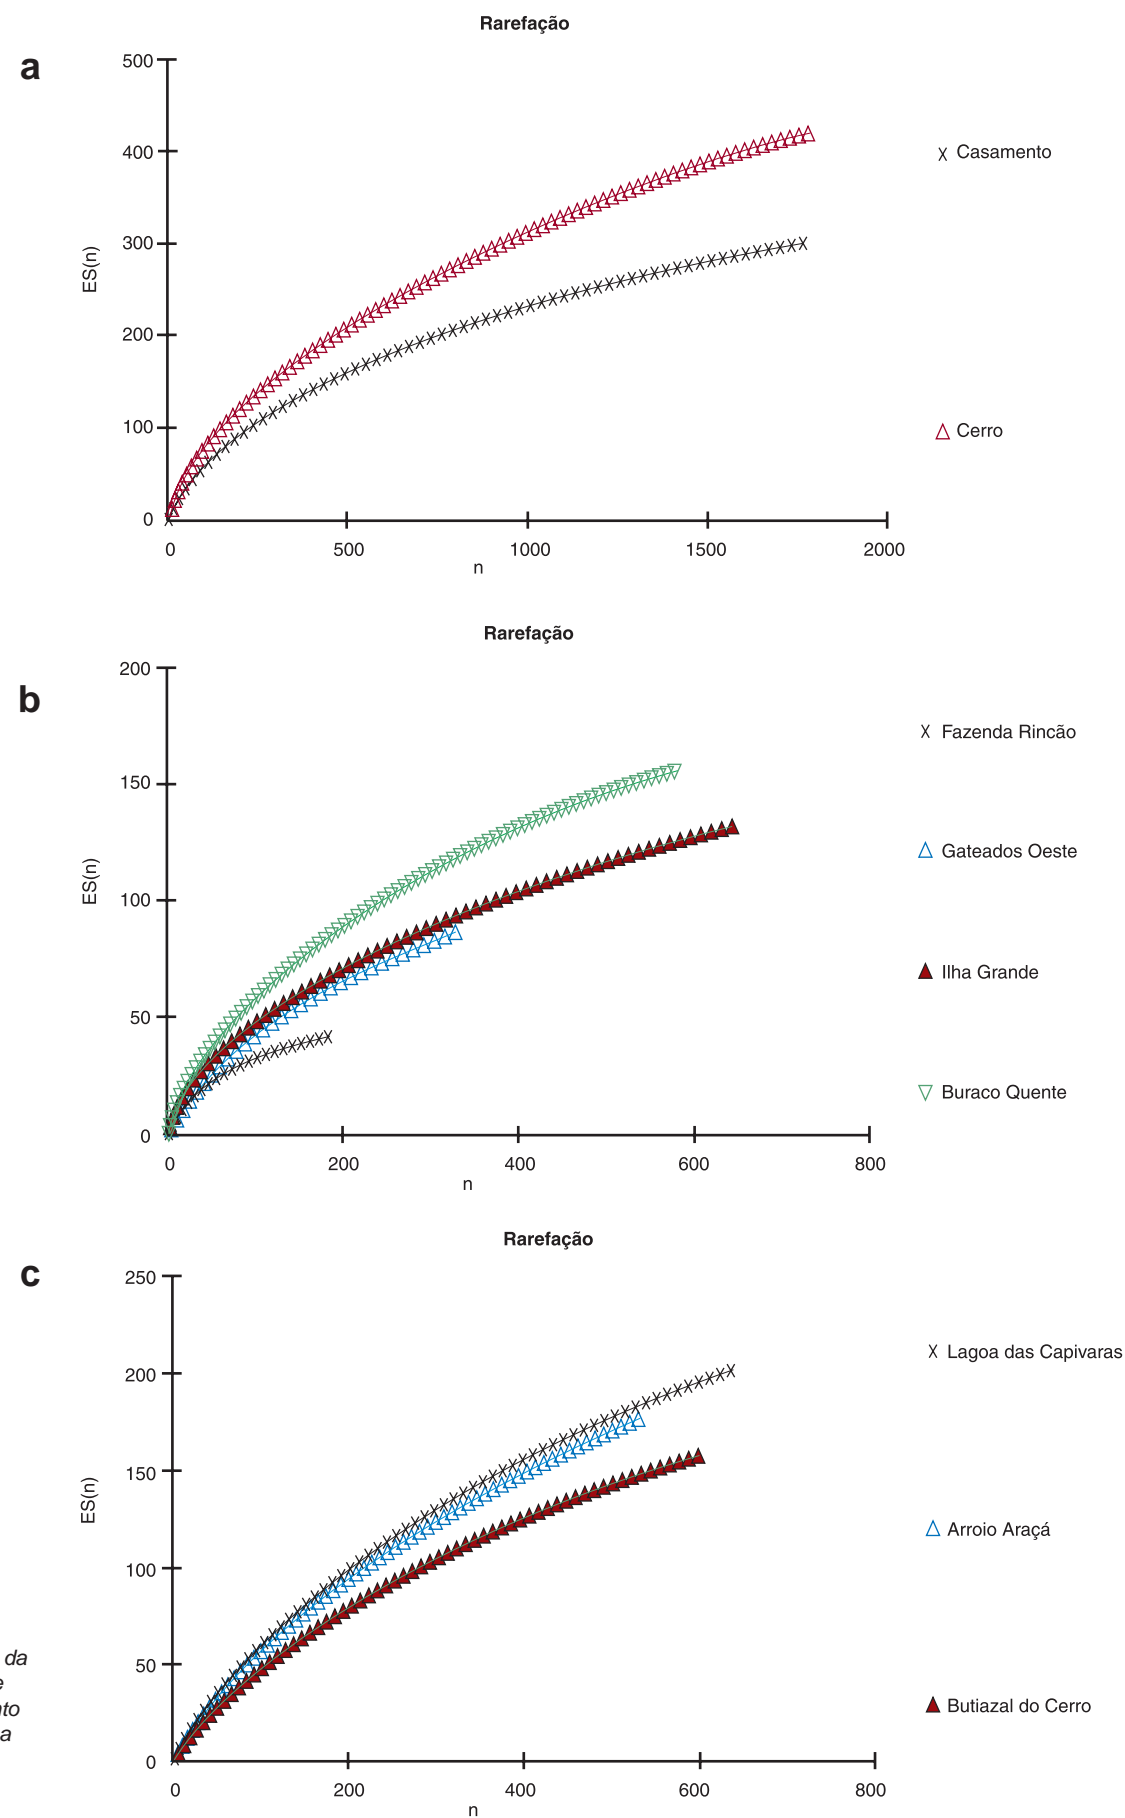 Rarefação
a
500
400
300
200
100
0
ES(n)
0 500 1000 1500 2000
n
Casamento
Cerro
Rarefação
b
200
150
100
50
0
ES(n)
0 200 400 600 800
n
Fazenda Rincão
Gateados Oeste
Ilha Grande
Buraco Quente
Rarefação
c
250
200
150
100
50
0
ES(n)
0 200 400 600 800
n
Lagoa das Capivaras
Arroio Araçá
Butiazal do Cerro
da
e
nto
a